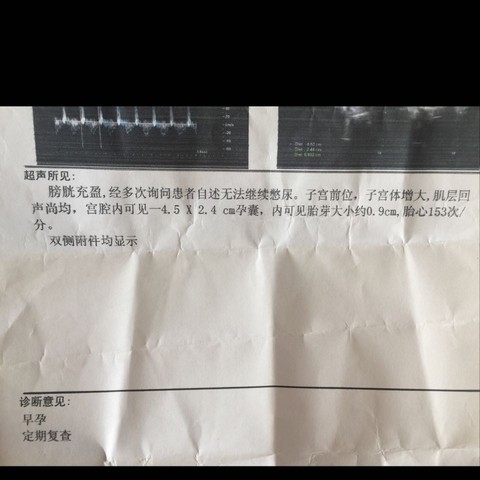 超声所见:
膀胱充盈,经多次询问患者自述无法继续憋尿。子宫前位，子宫体增大,肌层回
声尚均，宫腔内可见一4.5 X 2.4 cm孕囊，内可见胎芽大小约0.9cm,胎心153次/
分。
双侧附件均显示
诊断意见:
早孕
定期复查